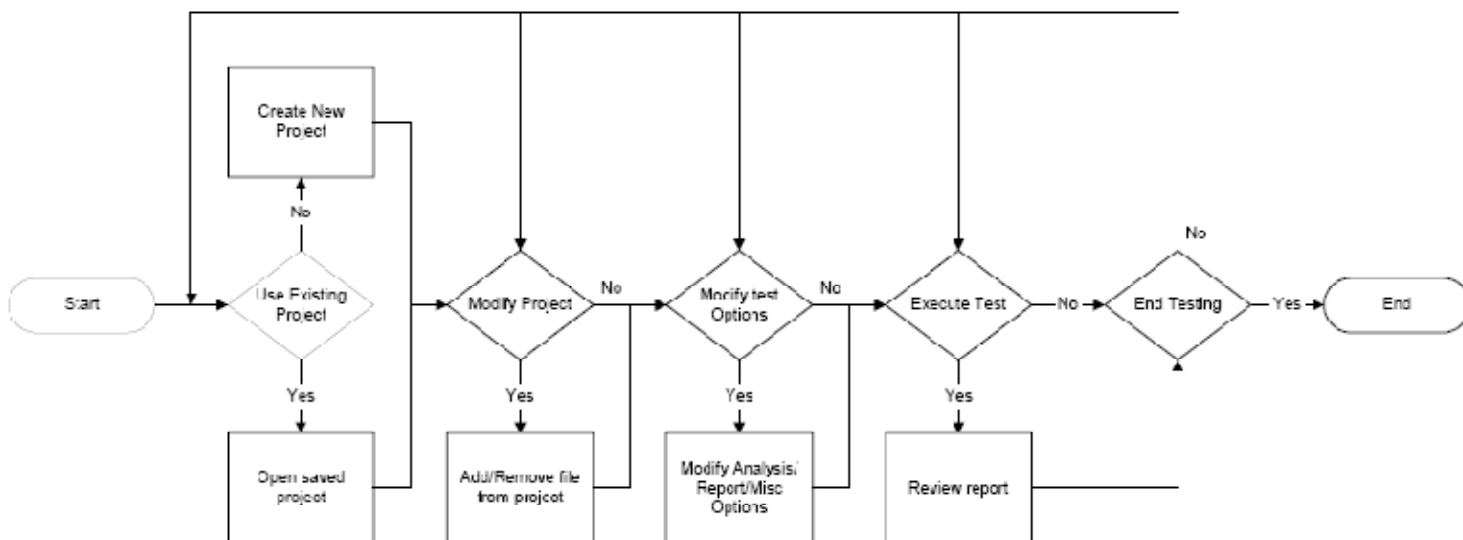 Create New
Project
No
Start
Use Existing
Project
Yes
Open saved
project
Modify Project
No
Yes
Add/Remove file
from project
Modify test
Options
No
Yes
Modify Analysis/
Report/Misc
Options
Execute Test
No
Yes
Review report
No
End Testing
Yes
End